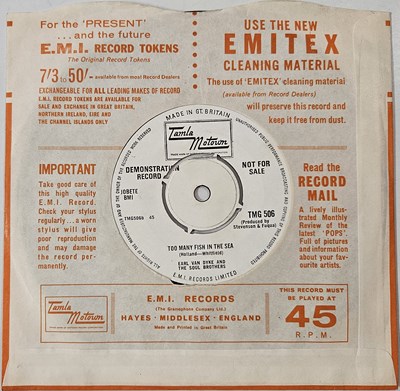 For the 'PRESENT'
. . . and the future
E.M.I. RECORD TOKENS
The Original Record Tokens
7/3 to 50/- available from most Record Dealers
EXCHANGEABLE FOR ALL LEADING MAKES OF RECORD
E.M.I. RECORD TOKENS ARE AVAILABLE FOR
SALE AND EXCHANGE IN GREAT BRITAIN,
NORTHERN IRELAND, EIRE AND
THE CHANNEL ISLANDS ONLY
USE THE NEW
EMITEX
CLEANING MATERIAL
The use of 'EMITEX' cleaning material
(available from Record Dealers)
will preserve this record and
keep it free from dust.
IMPORTANT
Take good care of
this high quality
E.M.I. Record.
Check your stylus
regularly . . . a worn
stylus will give
poor reproduction
and may damage
the record per-
manently.
MADE IN GT. BRITAIN
Tamla
Motown
DEMONSTRATION
RECORD
NOT FOR
SALE
JOBETE
BMI
TMG 506
(Produced by
Stevenson & Fuqua)
45
TOO MANY FISH IN THE SEA
(Holland—Whitfield)
EARL VAN DYKE AND
THE SOUL BROTHERS
E.M.I. RECORDS LIMITED
Read the
RECORD
MAIL
A lively illust-
rated Monthly
Review of the
latest 'POPS'.
Full of pictures
and information
about your fav-
ourite artists.
Tamla
Motown
E.M.I. RECORDS
(The Gramophone Company Ltd.)
HAYES · MIDDLESEX · ENGLAND
Made and Printed in Great Britain
THIS RECORD MUST
BE PLAYED AT
45
R.P.M.